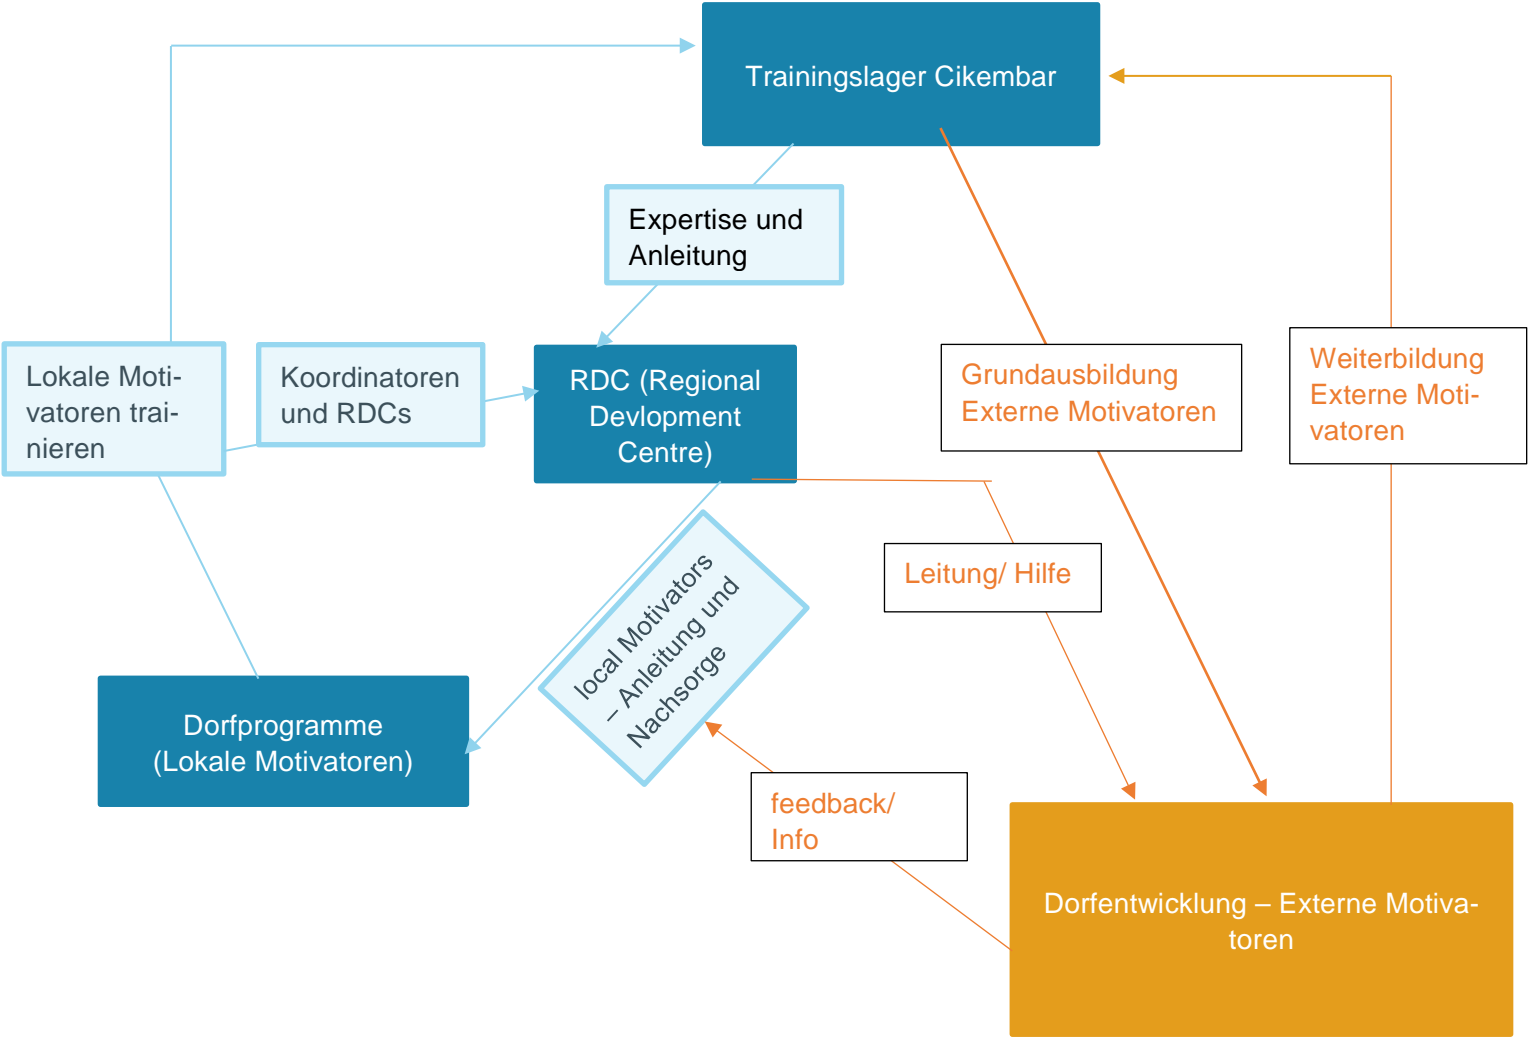 Trainingslager Cikembar
Expertise und
Anleitung
Lokale Moti-
vatoren trai-
nieren
Koordinatoren
und RDCs
RDC (Regional
Devlopment
Centre)
Grundausbildung
Externe Motivatoren
Weiterbildung
Externe Moti-
vatoren
Leitung/ Hilfe
local Motivators
– Anleitung und
Nachsorge
Dorfprogramme
(Lokale Motivatoren)
feedback/
Info
Dorfentwicklung – Externe Motiva-
toren